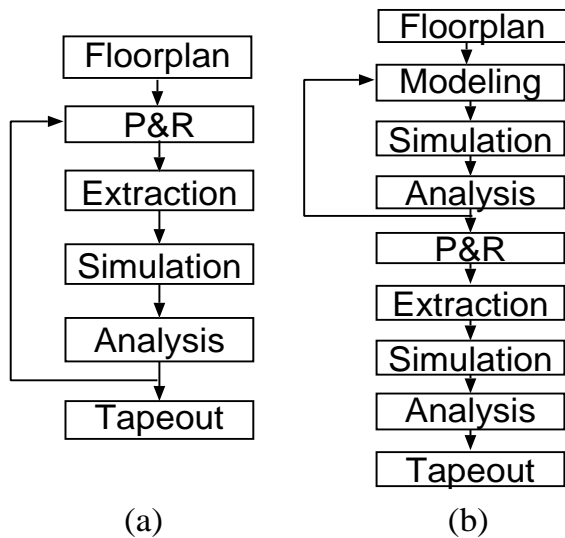 Floorplan
P&R
Extraction
Simulation
Analysis
Tapeout
(a)
Floorplan
Modeling
Simulation
Analysis
P&R
Extraction
Simulation
Analysis
Tapeout
(b)